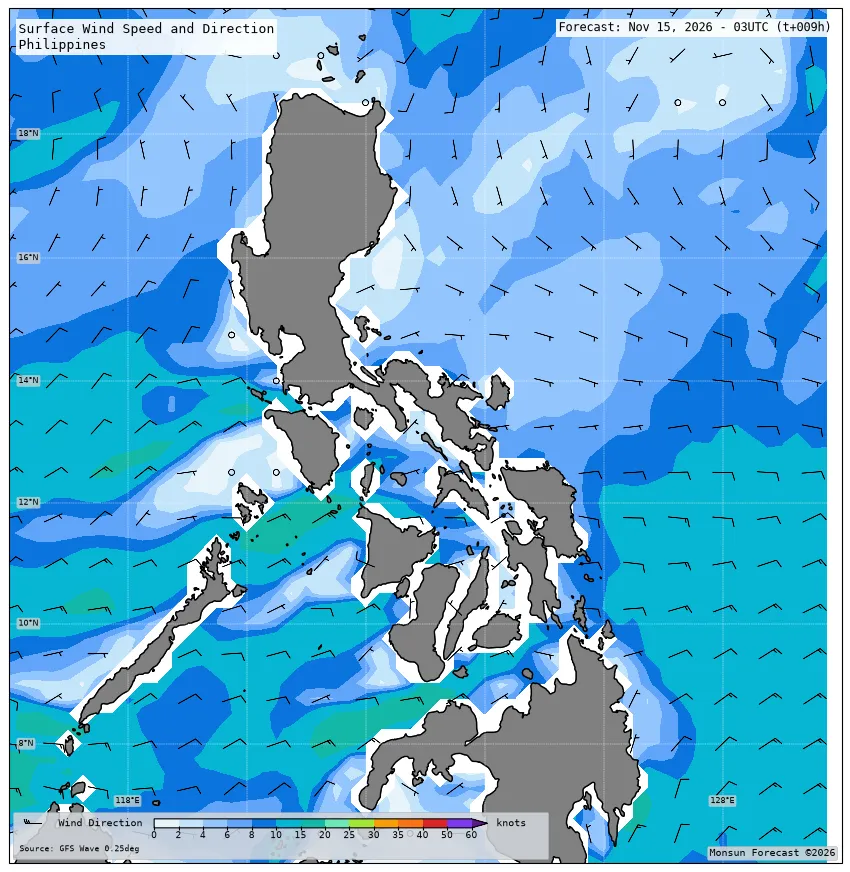 Surface Wind Speed and Direction
Philippines
Forecast: Nov 15, 2026 - 03UTC (t+009h)
18°N
16°N
14°N
12°N
10°N
8°N
118°E
128°E
Wind Direction
0 2 4 6 8 10 15 20 25 30 35 40 50 60
knots
Source: GFS Wave 0.25deg
Monsun Forecast ©2026